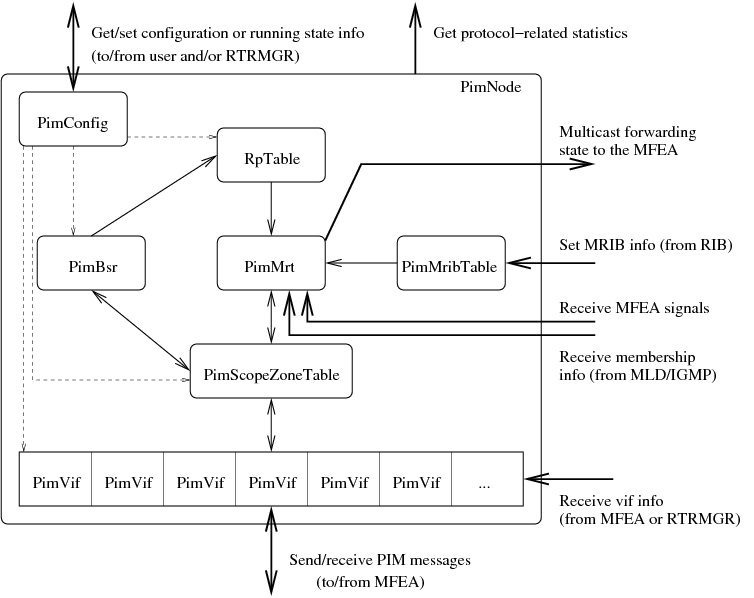 Get/set configuration or running state info
(to/from user and/or RTRMGR)
Get protocol−related statistics
PimNode
PimConfig
RpTable
Multicast forwarding
state to the MFEA
PimBsr
PimMrt
PimMribTable
Set MRIB info (from RIB)
Receive MFEA signals
Receive membership
info (from MLD/IGMP)
PimScopeZoneTable
PimVif PimVif PimVif PimVif PimVif PimVif ...
Receive vif info
(from MFEA or RTRMGR)
Send/receive PIM messages
(to/from MFEA)